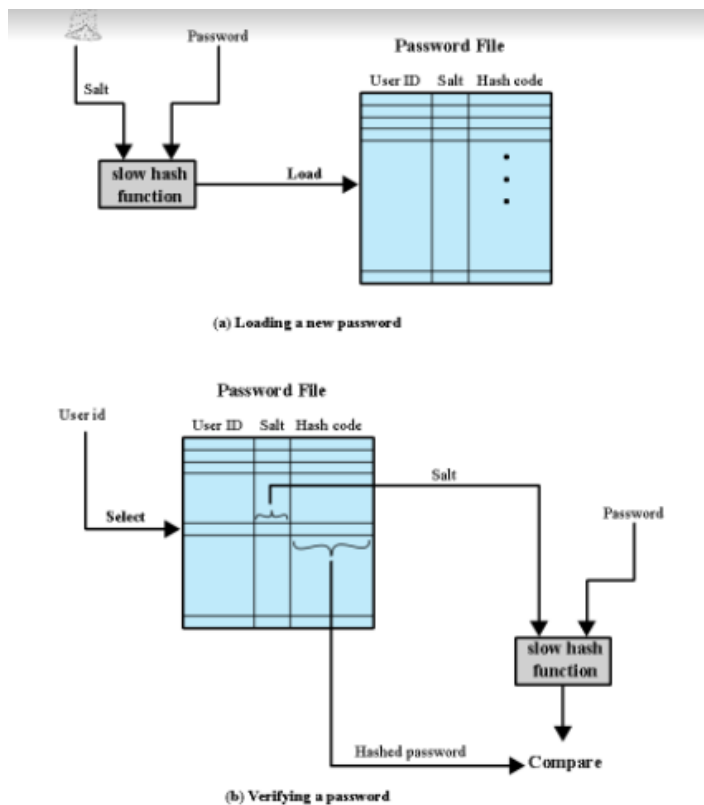 Password
Password File
Salt
User ID Salt Hash code
slow hash
function
Load
(a) Loading a new password
Password File
User id
User ID Salt Hash code
Salt
Select
Password
slow hash
function
Hashed password
Compare
(b) Verifying a password